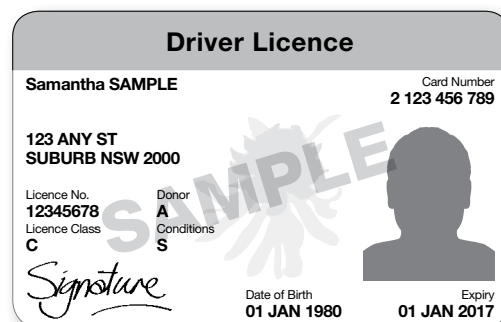 Driver Licence
Samantha SAMPLE
Card Number
2 123 456 789
123 ANY ST
SUBURB NSW 2000
SAMPLE
Licence No.
Donor
12345678
A
Licence Class
Conditions
C
S
Signature
Date of Birth
Expiry
01 JAN 1980
01 JAN 2017